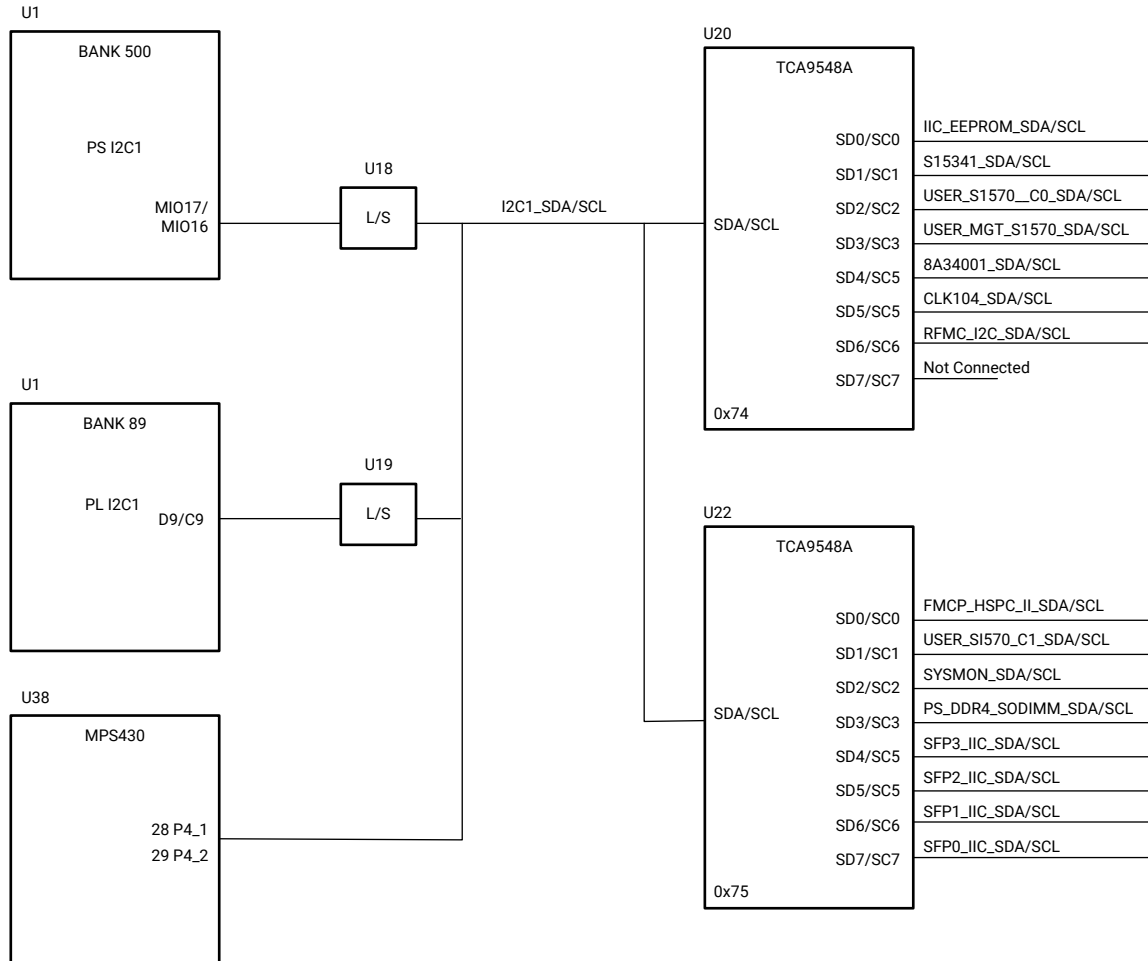 U1
BANK 500
PS I2C1
MIO17/
MIO16
U18
L/S
I2C1_SDA/SCL
U20
TCA9548A
SDA/SCL
SD0/SC0
IIC_EEPROM_SDA/SCL
SD1/SC1
S15341_SDA/SCL
SD2/SC2
USER_S1570__C0_SDA/SCL
SD3/SC3
USER_MGT_S1570_SDA/SCL
SD4/SC5
8A34001_SDA/SCL
SD5/SC5
CLK104_SDA/SCL
SD6/SC6
RFMC_I2C_SDA/SCL
SD7/SC7
Not Connected
0x74
U1
BANK 89
PL I2C1
D9/C9
U19
L/S
U22
TCA9548A
SDA/SCL
SD0/SC0
FMCP_HSPC_II_SDA/SCL
SD1/SC1
USER_SI570_C1_SDA/SCL
SD2/SC2
SYSMON_SDA/SCL
SD3/SC3
PS_DDR4_SODIMM_SDA/SCL
SD4/SC5
SFP3_IIC_SDA/SCL
SD5/SC5
SFP2_IIC_SDA/SCL
SD6/SC6
SFP1_IIC_SDA/SCL
SD7/SC7
SFP0_IIC_SDA/SCL
0x75
U38
MPS430
28 P4_1
29 P4_2